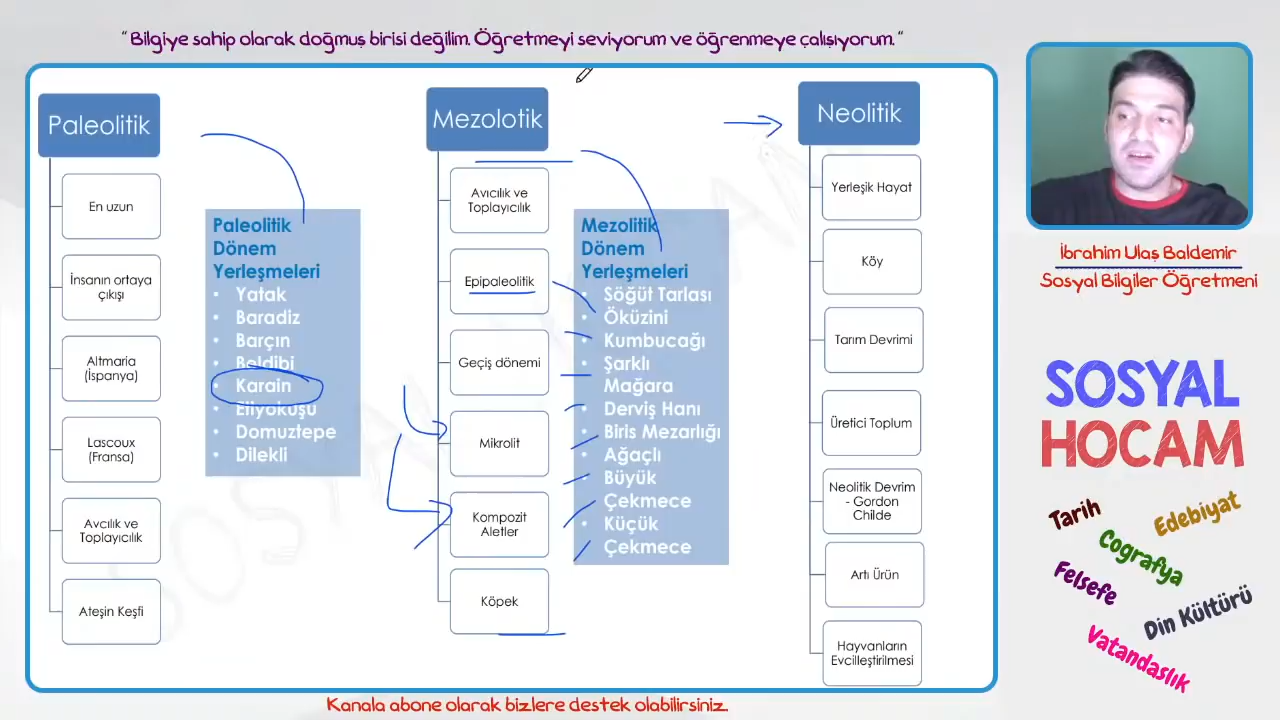 “ Bilgiye sahip olarak doğmuş birisi değilim. Öğretmeyi seviyorum ve öğrenmeye çalışıyorum. ”
Paleolitik
En uzun
İnsanın ortaya
çıkışı
Altmaria
(İspanya)
Lascoux
(Fransa)
Avcılık ve
Toplayıcılık
Ateşin Keşfi
Paleolitik
Dönem
Yerleşmeleri
• Yatak
• Baradiz
• Barçın
• Beldibi
• Karain
• Eliyokuşu
• Domuztepe
• Dilekli
Mezolotik
Avıcılık ve
Toplayıcılık
Epipaleolitik
Geçiş dönemi
Mikrolit
Kompozit
Aletler
Köpek
Mezolitik
Dönem
Yerleşmeleri
• Söğüt Tarlası
• Öküzini
• Kumbucağı
• Şarklı
Mağara
• Derviş Hanı
• Biris Mezarlığı
• Ağaçlı
• Büyük
• Çekmece
• Küçük
• Çekmece
Neolitik
Yerleşik Hayat
Köy
Tarım Devrimi
Üretici Toplum
Neolitik Devrim
- Gordon
Childe
Artı Ürün
Hayvanların
Evcilleştirilmesi
İbrahim Ulaş Baldemir
Sosyal Bilgiler Öğretmeni
SOSYAL
HOCAM
Tarih
Edebiyat
Coğrafya
Felsefe
Din Kültürü
Vatandaşlık
Kanala abone olarak bizlere destek olabilirsiniz.